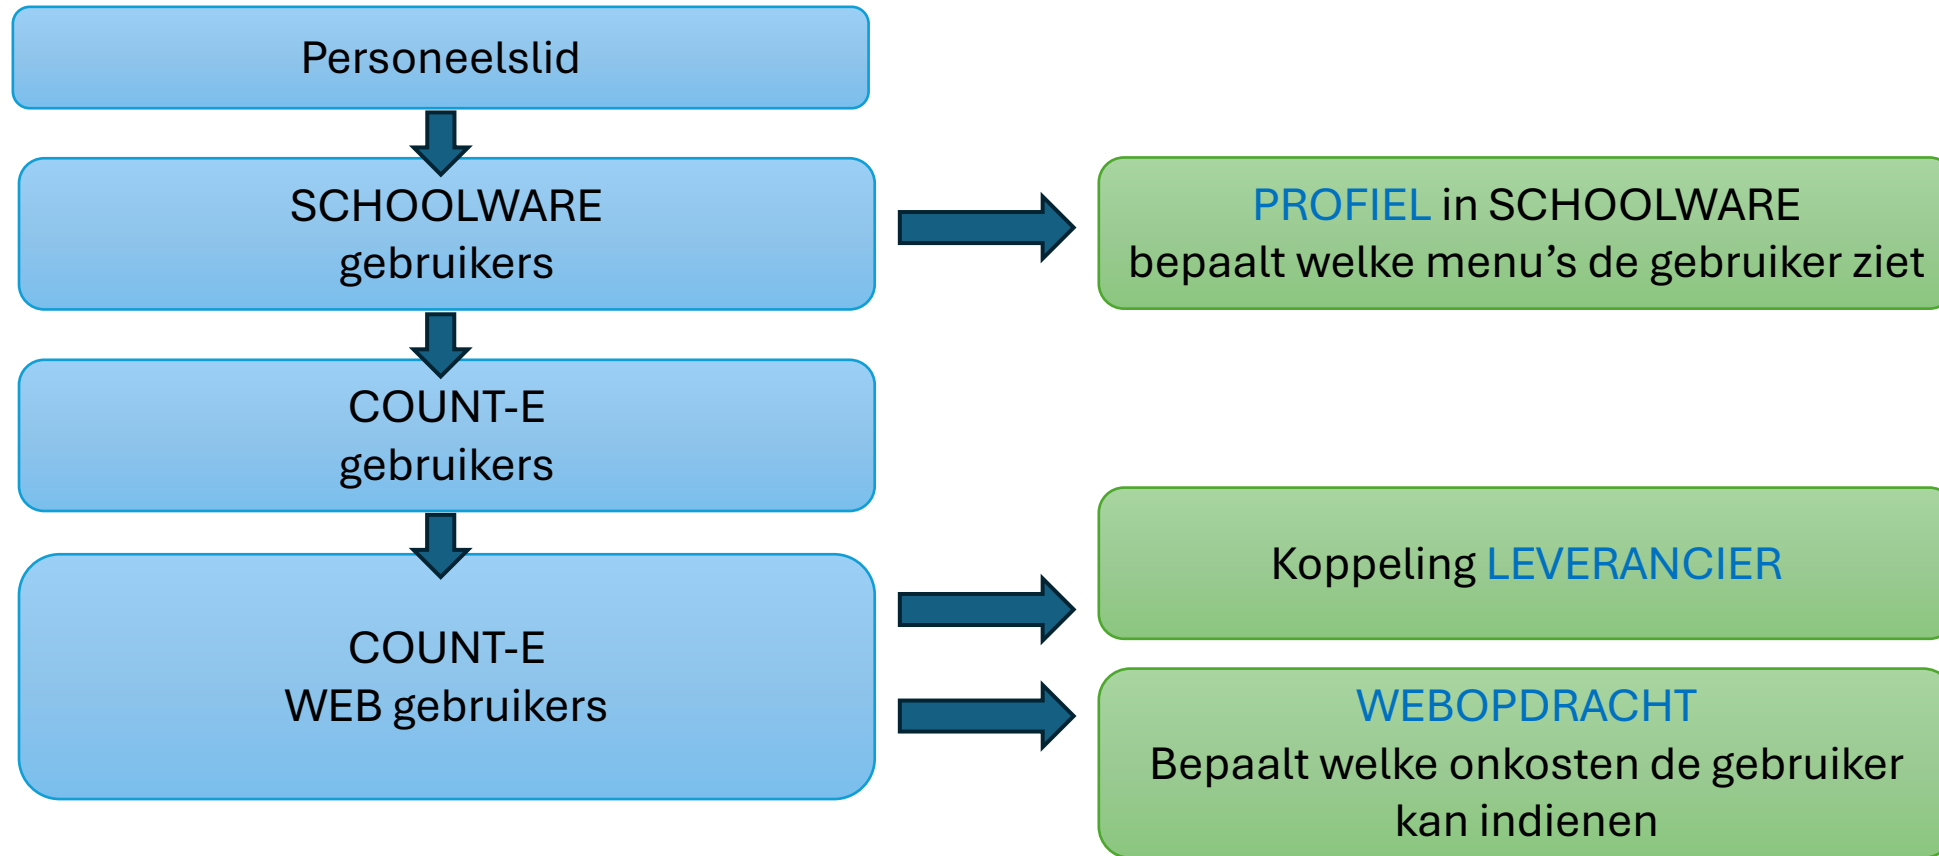 Personeelslid
SCHOOLWARE
gebruikers
PROFIEL in SCHOOLWARE
bepaalt welke menu’s de gebruiker ziet
COUNT-E
gebruikers
COUNT-E
WEB gebruikers
Koppeling LEVERANCIER
WEBOPDRACHT
Bepaalt welke onkosten de gebruiker
kan indienen